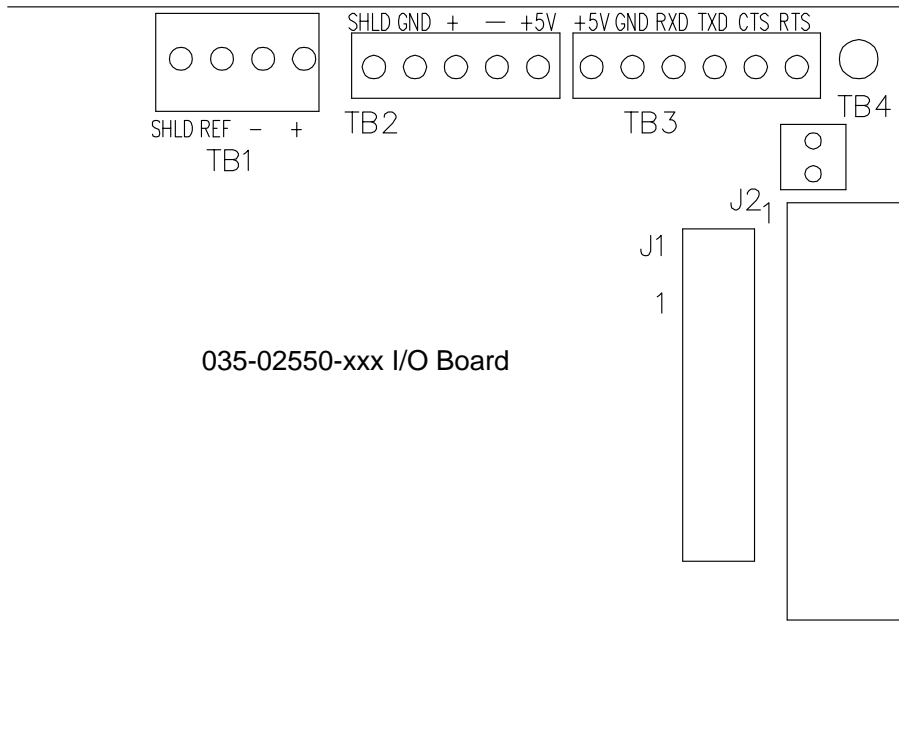 SHLD GND + — +5V
+5V GND RXD TXD CTS RTS
TB4
TB2
TB3
SHLD REF - +
TB1
J2
1
J1
1
035-02550-xxx I/O Board